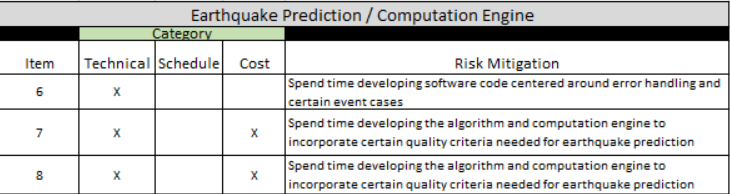 Earthquake Prediction / Computation Engine
Category
Item Technical Schedule Cost Risk Mitigation
6 X Spend time developing software code centered around error handling and
certain event cases
7 X X Spend time developing the algorithm and computation engine to
incorporate certain quality criteria needed for earthquake prediction
8 X X Spend time developing the algorithm and computation engine to
incorporate certain quality criteria needed for earthquake prediction